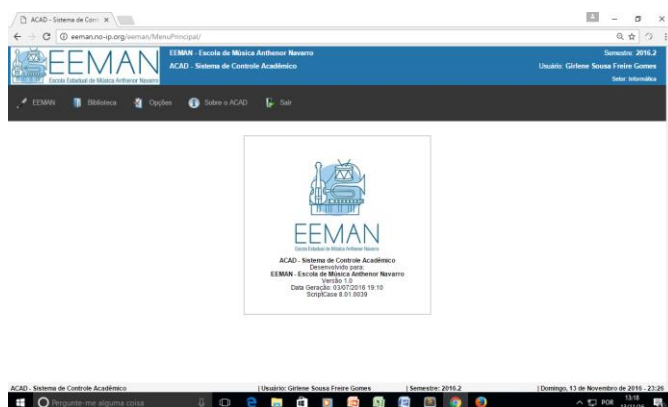 ACAD - Sistema de Cont
eeman.no-ip.org/eeman/MenuPrincipal/
EEMAN
Escola Estadual de Música Anthenor Navarro
EEMAN - Escola de Música Anthenor Navarro
ACAD - Sistema de Controle Acadêmico
Semestre: 2016.2
Usuário: Girlene Sousa Freire Gomes
Setor: Informática
EEMAN Biblioteca Opções Sobre o ACAD Sair
EEMAN
Escola Estadual de Música Anthenor Navarro
ACAD - Sistema de Controle Acadêmico
Desenvolvido para:
EEMAN - Escola de Música Anthenor Navarro
Versão 1.0
Data Geração: 03/07/2016 19:10
ScriptCase 8.01.0039
ACAD - Sistema de Controle Acadêmico | Usuário: Girlene Sousa Freire Gomes | Semestre: 2016.2 | Domingo, 13 de Novembro de 2016 - 23:26
Pergunte-me alguma coisa
POR
13:18